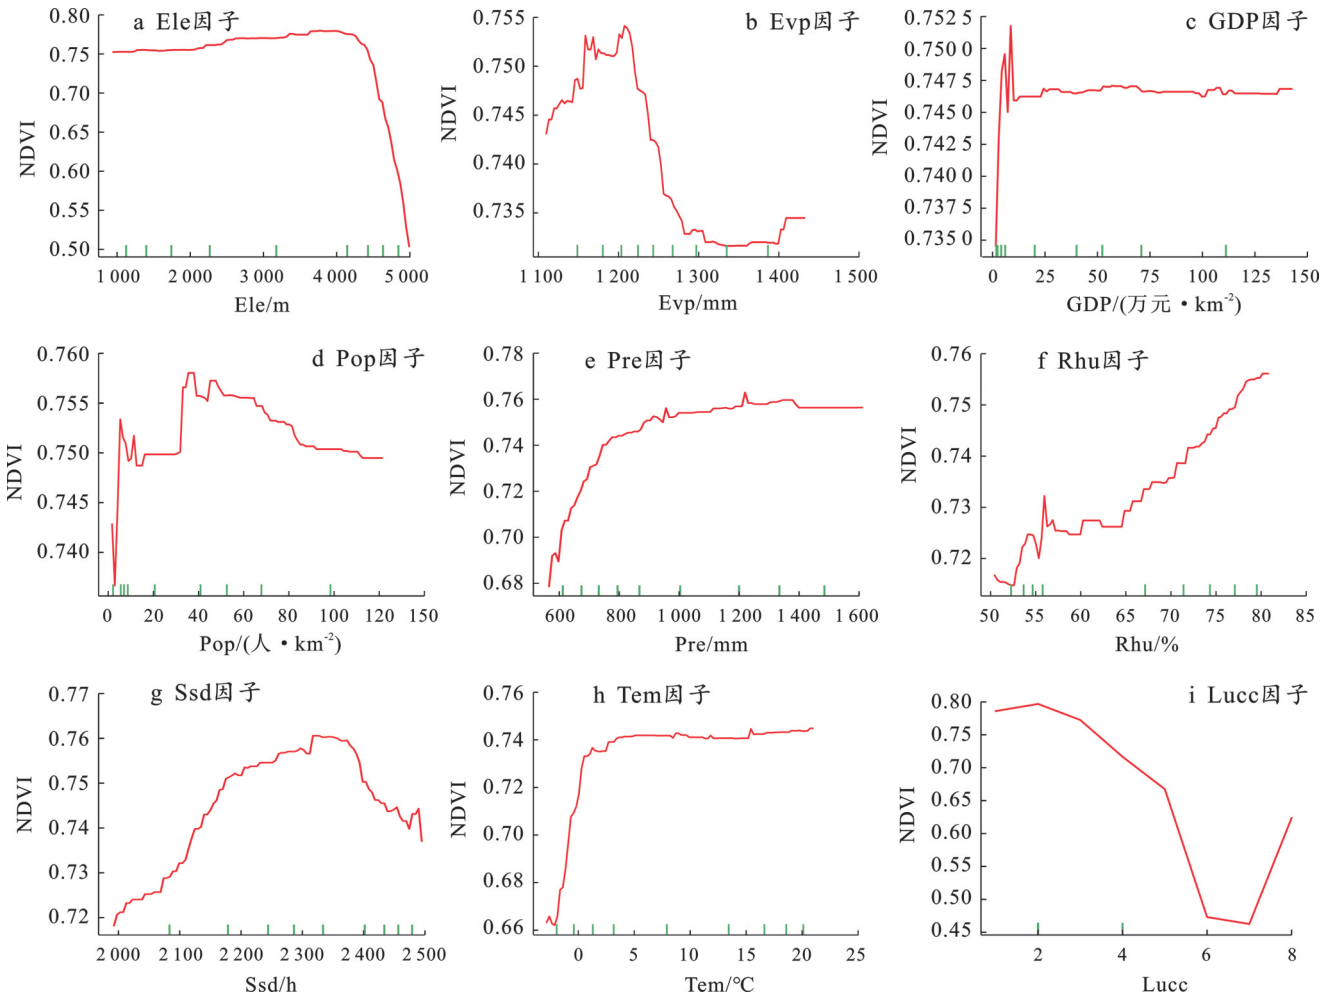 a Ele因子
NDVI
0.80
0.75
0.70
0.65
0.60
0.55
0.50
1 000 2 000 3 000 4 000 5 000
Ele/m
b Evp因子
NDVI
0.755
0.750
0.745
0.740
0.735
1 100 1 200 1 300 1 400 1 500
Evp/mm
c GDP因子
NDVI
0.752 5
0.750 0
0.747 5
0.745 0
0.742 5
0.740 0
0.737 5
0.735 0
0 25 50 75 100 125 150
GDP/(万元·km⁻²)
d Pop因子
NDVI
0.760
0.755
0.750
0.745
0.740
0 20 40 60 80 100 120 150
Pop/(人·km⁻²)
e Pre因子
NDVI
0.78
0.76
0.74
0.72
0.70
0.68
600 800 1 000 1 200 1 400 1 600
Pre/mm
f Rhu因子
NDVI
0.76
0.75
0.74
0.73
0.72
50 55 60 65 70 75 80 85
Rhu/%
g Ssd因子
NDVI
0.77
0.76
0.75
0.74
0.73
0.72
2 000 2 100 2 200 2 300 2 400 2 500
Ssd/h
h Tem因子
NDVI
0.76
0.74
0.72
0.70
0.68
0.66
0 5 10 15 20 25
Tem/℃
i Lucc因子
NDVI
0.80
0.75
0.70
0.65
0.60
0.55
0.50
0.45
2 4 6 8
Lucc